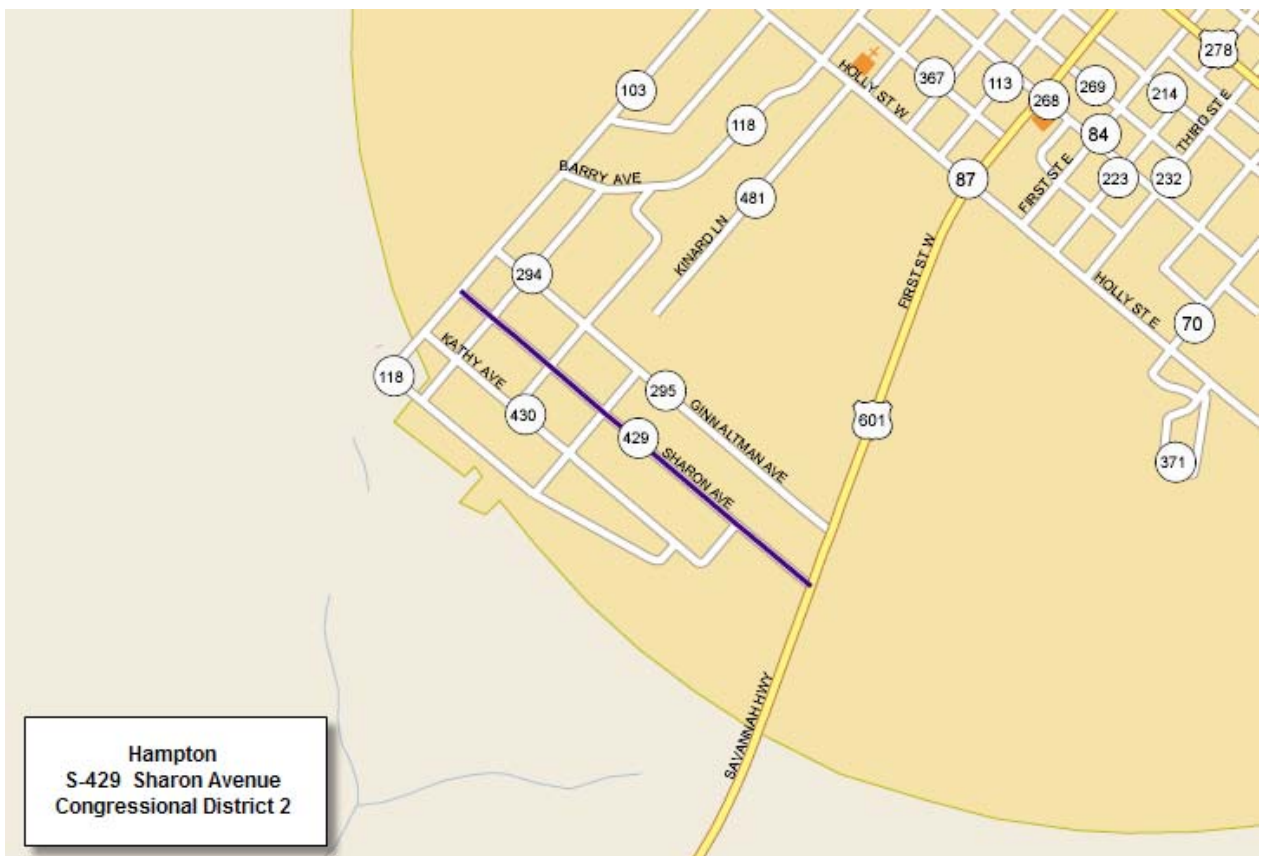 278
103
367
113
268
269
214
HOLLY ST W
118
84
THIRD ST E
BARRY AVE
87
FIRST ST E
223
232
481
KINARD LN
294
FIRST ST W
HOLLY ST E
70
KATHY AVE
118
295
430
GINN ALTMAN AVE
601
429
SHARON AVE
371
SAVANNAH HWY
Hampton
S-429 Sharon Avenue
Congressional District 2